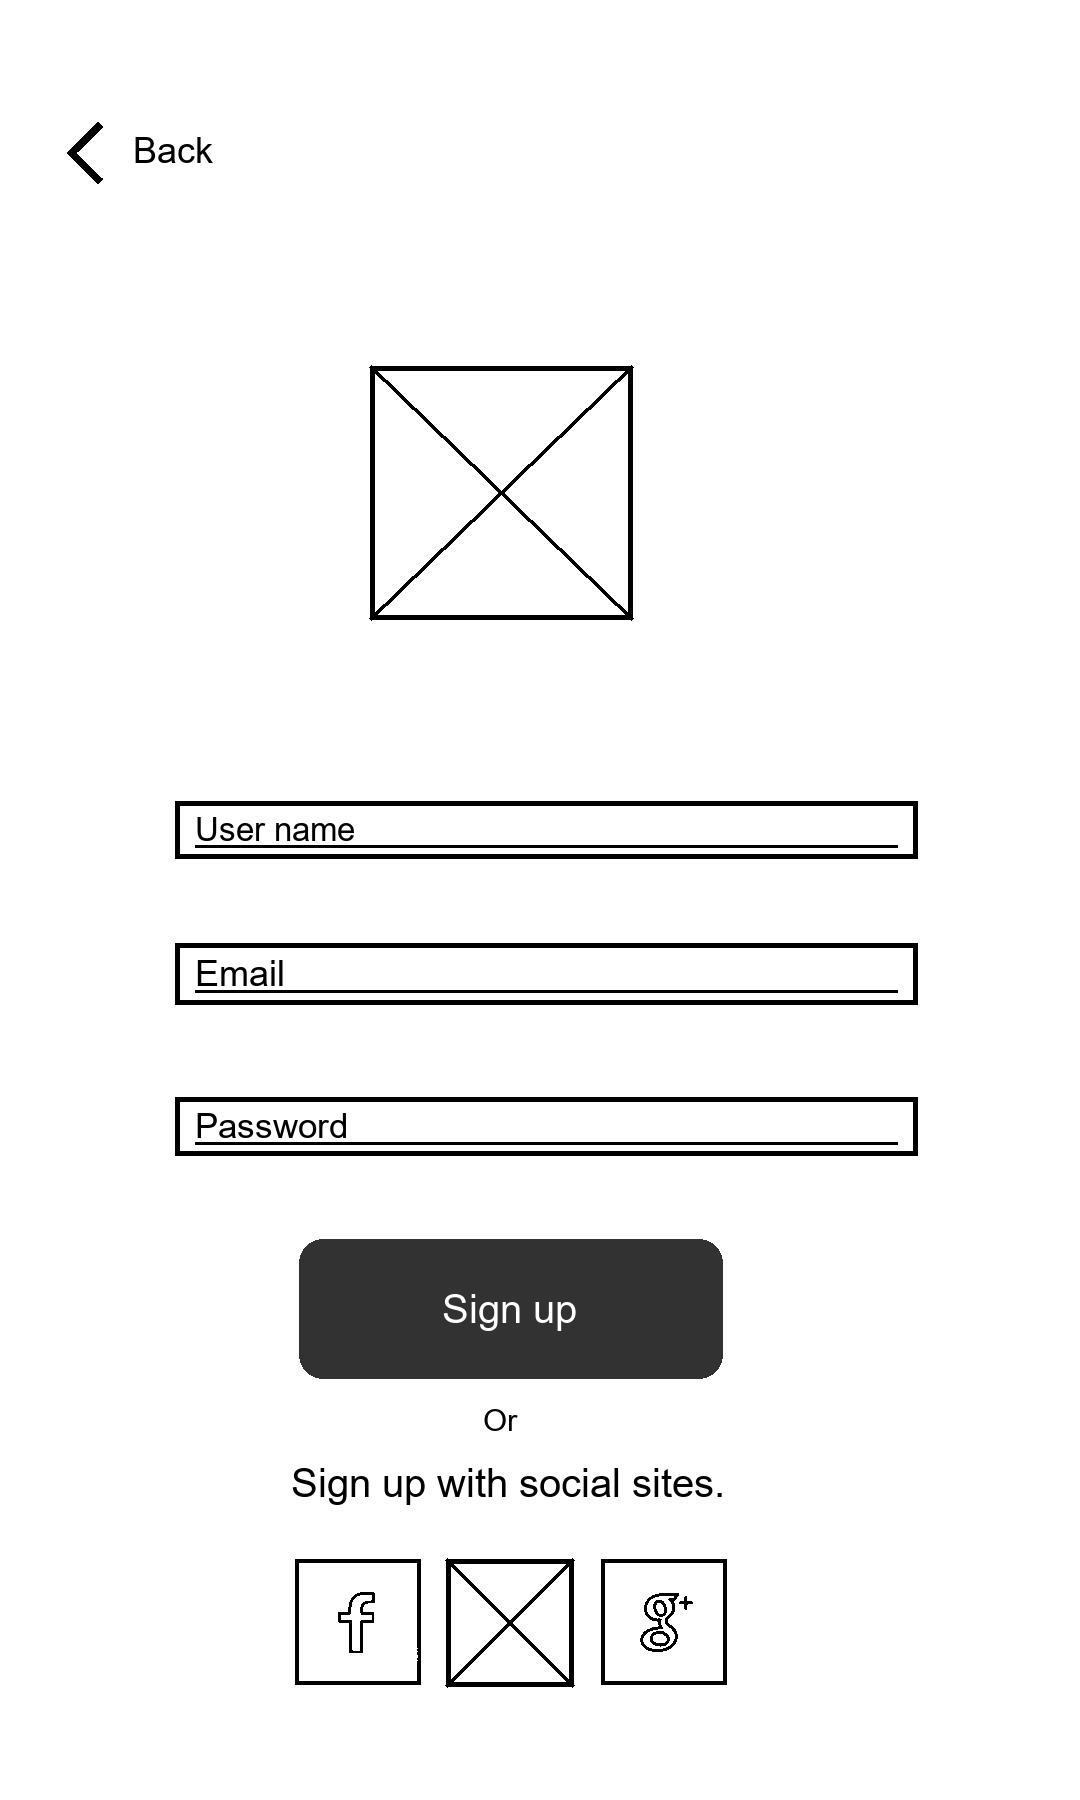 Back
User name
Email
Password
Sign up
Or
Sign up with social sites.
f
g+